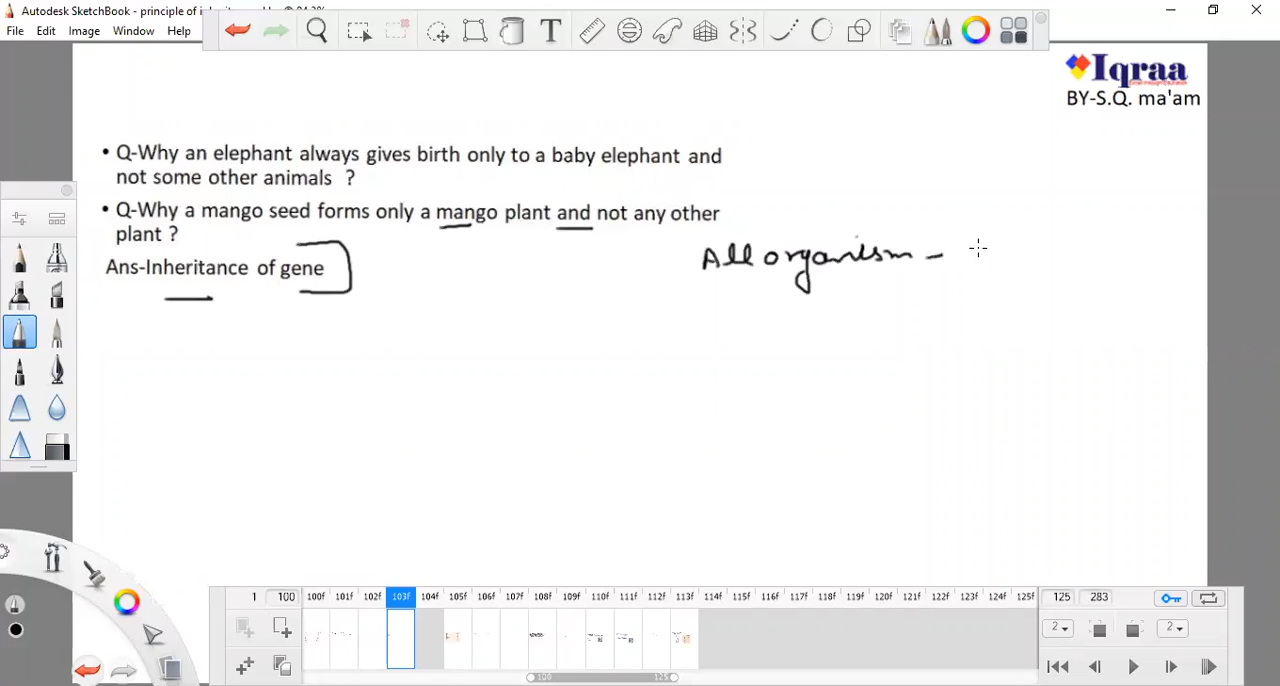 Autodesk SketchBook - principle of
File Edit Image Window Help
Iqraa
BY-S.Q. ma'am
• Q-Why an elephant always gives birth only to a baby elephant and
not some other animals ?
• Q-Why a mango seed forms only a mango plant and not any other
plant ?
Ans-Inheritance of gene
All organism -
1 100 100f 101f 102f 103f 104f 105f 106f 107f 108f 109f 110f 111f 112f 113f 114f 115f 116f 117f 118f 119f 120f 121f 122f 123f 124f 125f 125 283
2 2
100 125